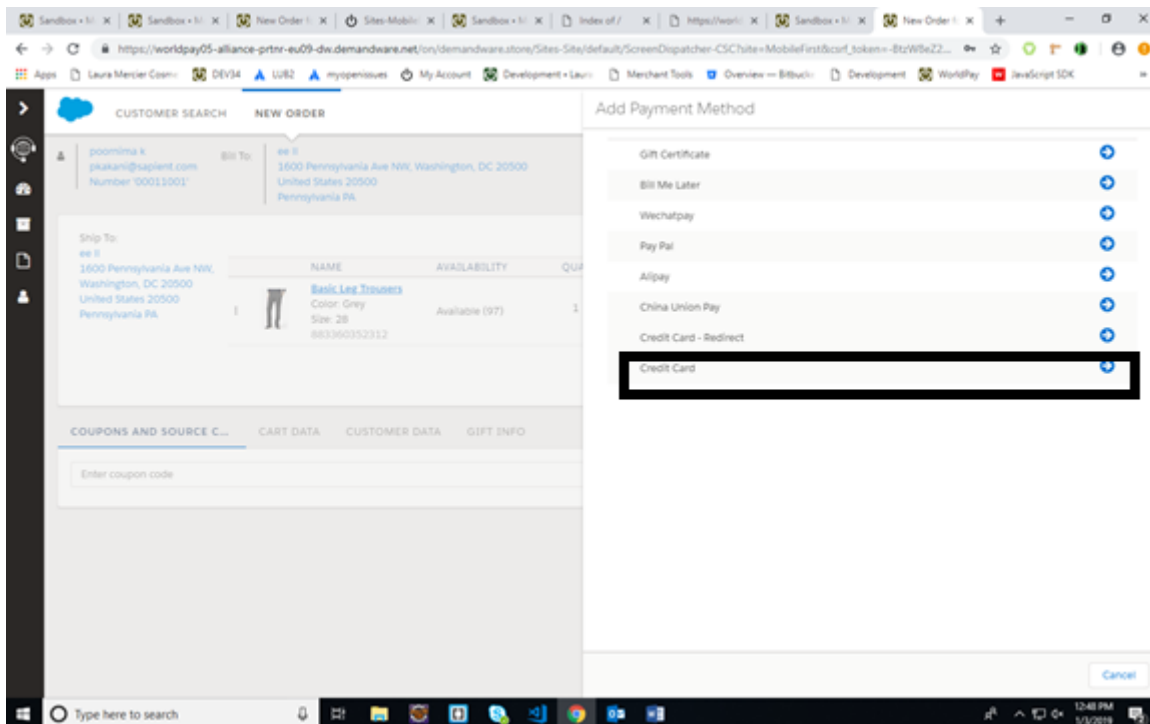 Sandbox • M
Sandbox • M
New Order
Sites-Mobile
Sandbox • M
Index of /
https://worl
Sandbox • M
New Order
https://worldpay05-alliance-prtnr-eu09-dw.demandware.net/on/demandware.store/Sites-Site/default/ScreenDispatcher-CSC?site=MobileFirst&csrf_token=-8tzW8eZ2...
Apps
Laura Mercier Cosm
DEV34
LUB2
myopenissues
My Account
Development • Laur
Merchant Tools
Overview — Bitbuck
Development
WorldPay
JavaScript SDK
CUSTOMER SEARCH
NEW ORDER
Add Payment Method
poornima k
pkakani@sapient.com
Number '00011001'
Bill To:
ee ii
1600 Pennsylvania Ave NW, Washington, DC 20500
United States 20500
Pennsylvania PA
Ship To:
ee ii
1600 Pennsylvania Ave NW,
Washington, DC 20500
United States 20500
Pennsylvania PA
NAME
AVAILABILITY
QUA
1
Basic Leg Trousers
Color: Grey
Size: 28
883360352312
Available (97)
1
COUPONS AND SOURCE C...
CART DATA
CUSTOMER DATA
GIFT INFO
Enter coupon code
Gift Certificate
Bill Me Later
Wechatpay
Pay Pal
Alipay
China Union Pay
Credit Card - Redirect
Credit Card
Cancel
Type here to search
12:48 PM